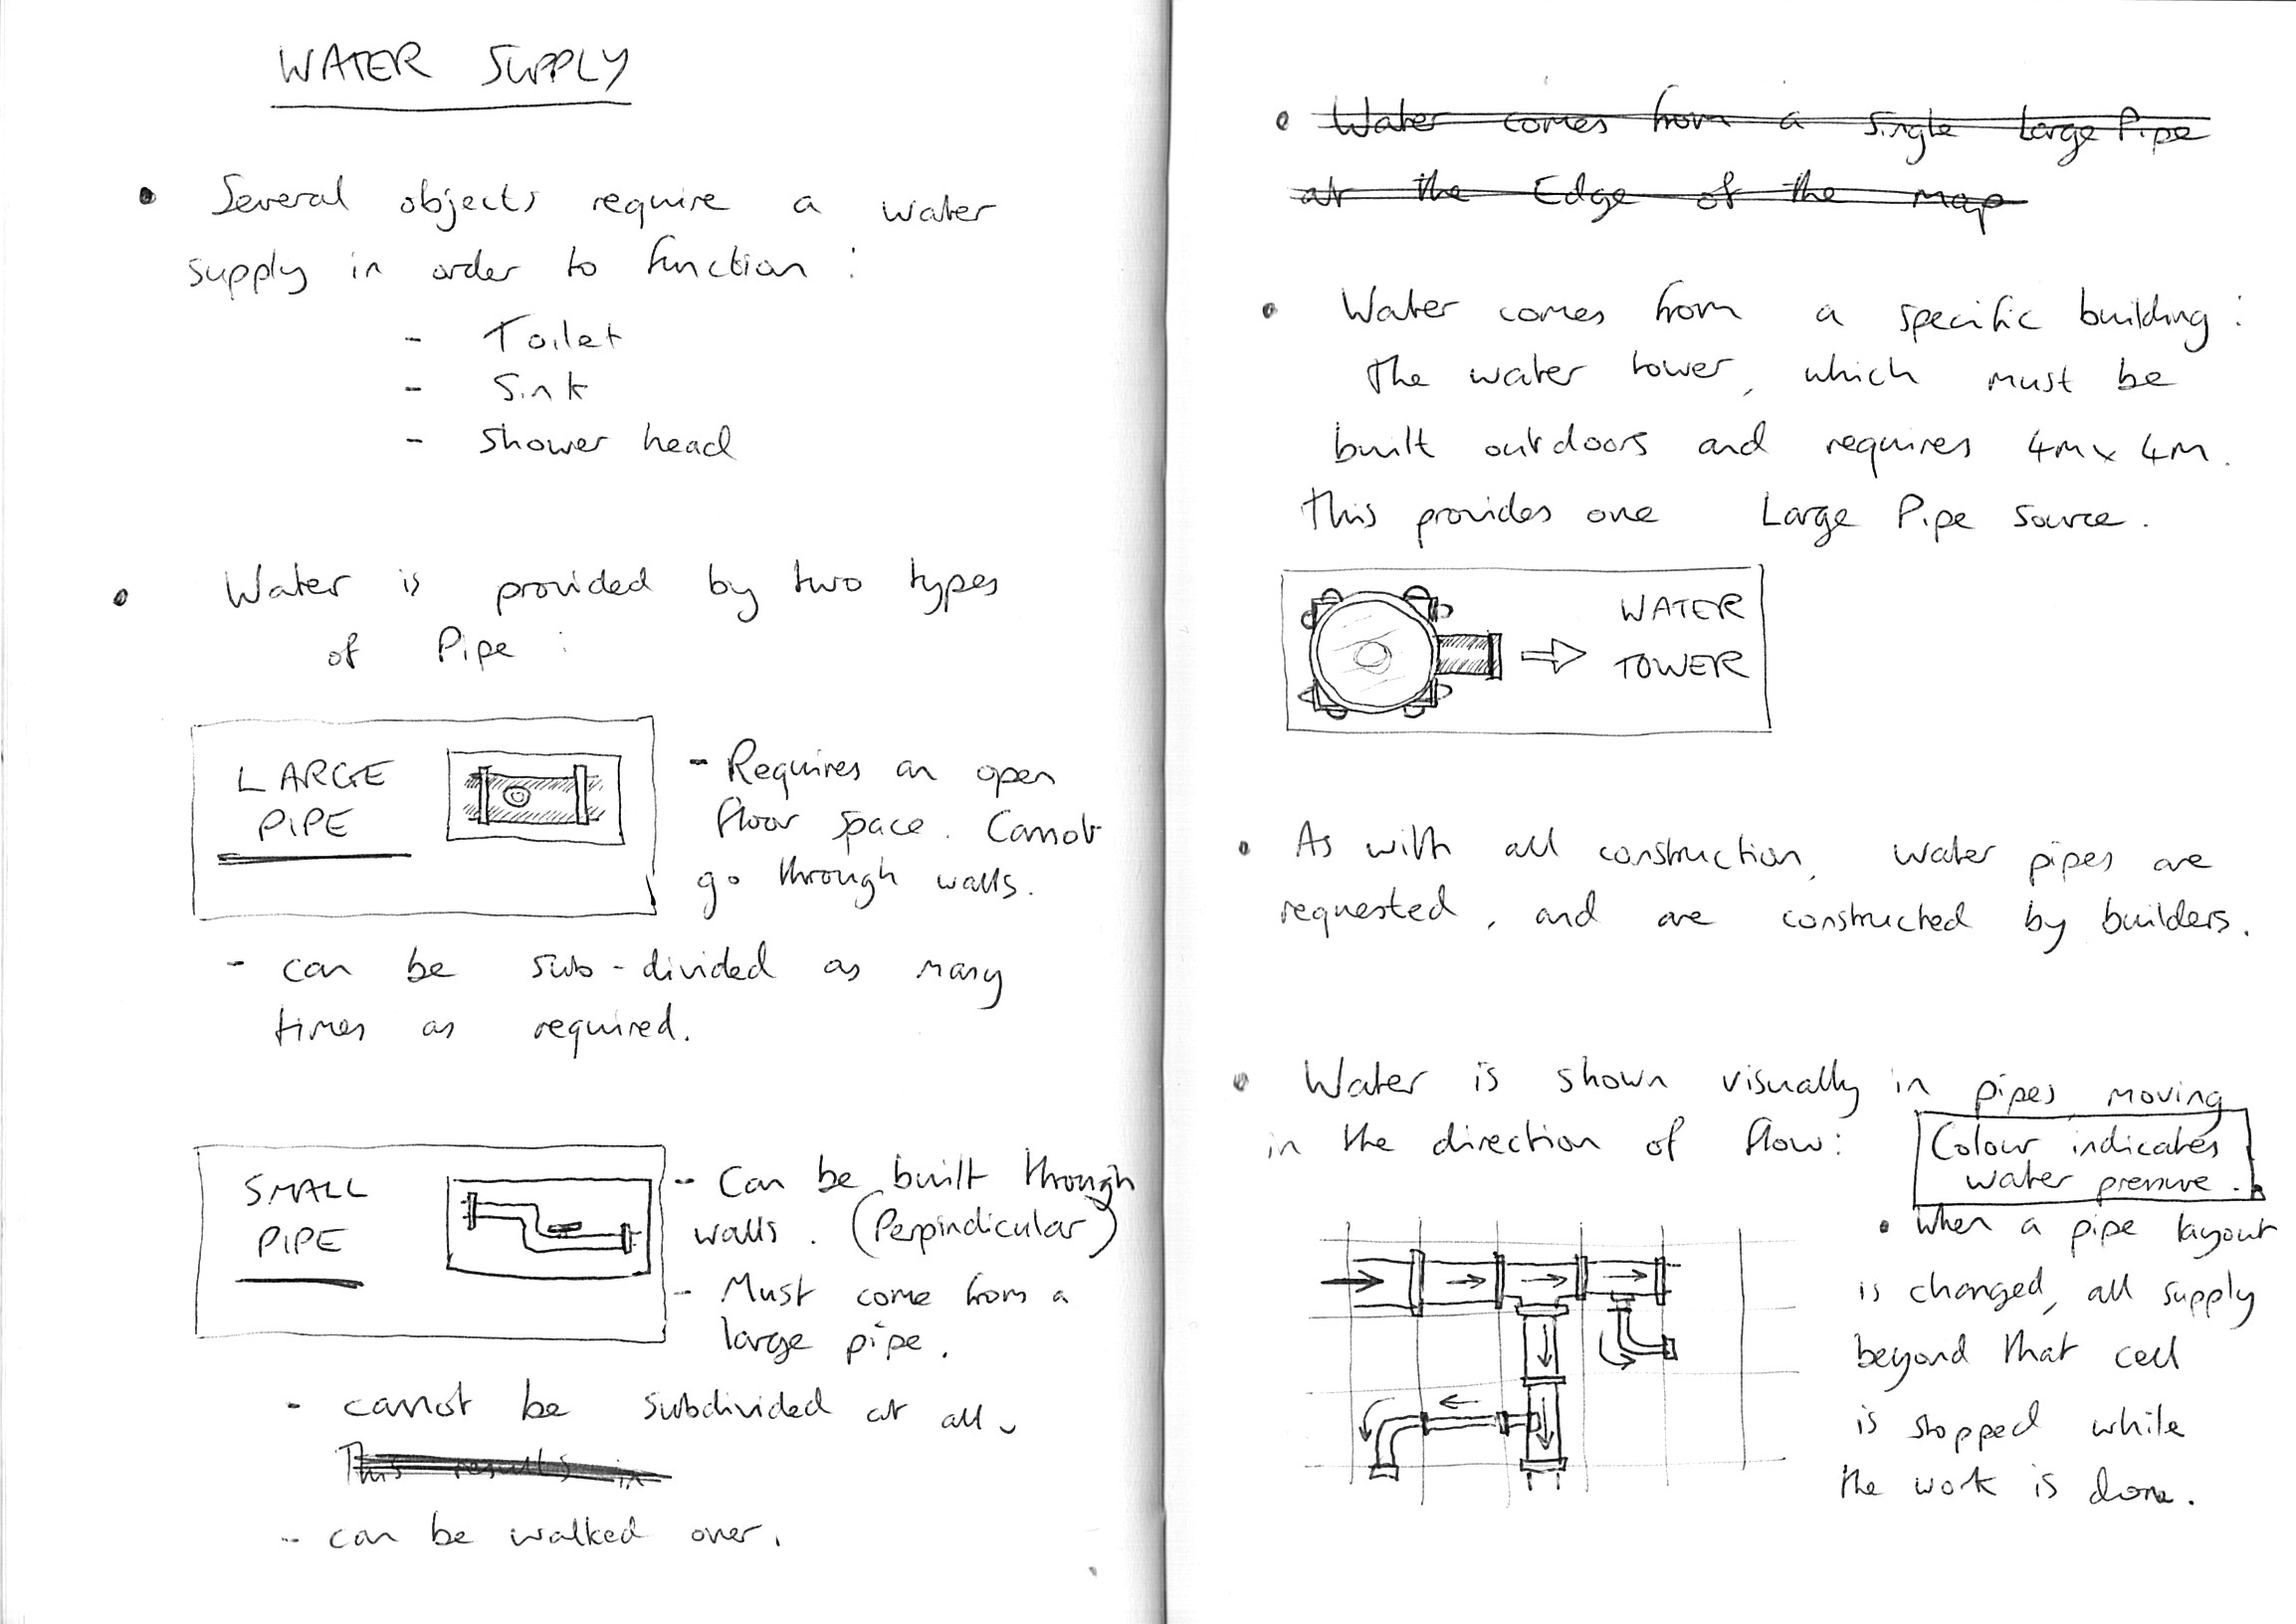 WATER SUPPLY
• Several objects require a water
supply in order to function :
- Toilet
- Sink
- Shower head
• Water is provided by two types
of Pipe :
LARGE
PIPE
- Requires an open
floor space. Cannot
go through walls.
- can be sub-divided as many
times as required.
SMALL
PIPE
- Can be built through
walls. (Perpindicular)
- Must come from a
large pipe.
- cannot be subdivided at all.
This results in
- can be walked over.
• Water comes from a single Large Pipe
at the Edge of the map
• Water comes from a specific building :
The water tower, which must be
built outdoors and requires 4m x 4m.
This provides one Large Pipe source.
WATER
TOWER
• As with all construction, water pipes are
requested, and are constructed by builders.
• Water is shown visually in pipes, moving
in the direction of flow:
Colour indicates
water pressure.
• When a pipe layout
is changed, all supply
beyond that cell
is stopped while
the work is done.